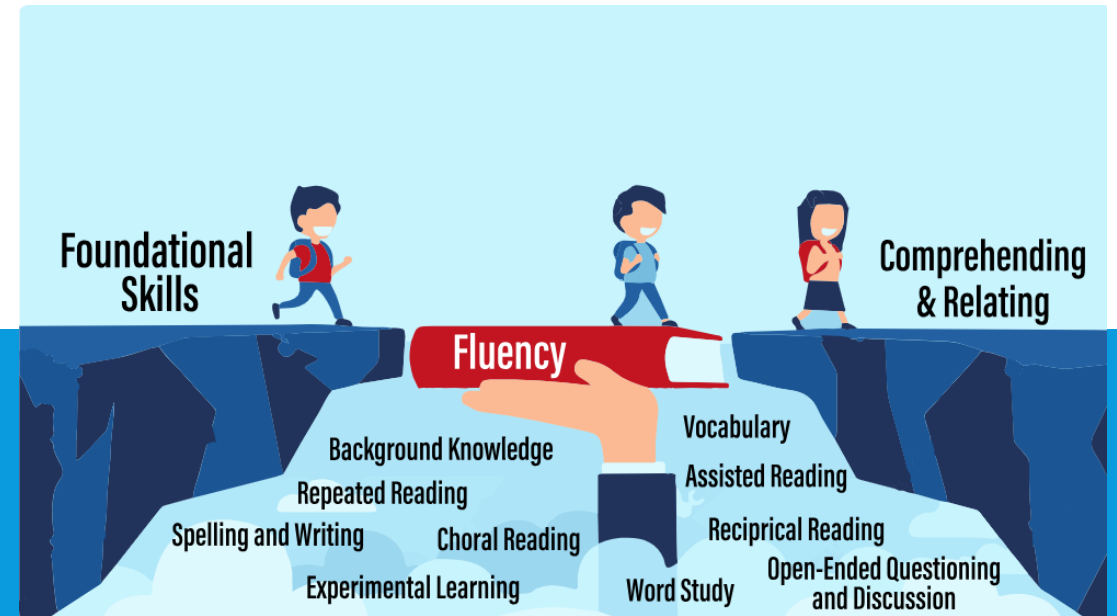 Foundational
Skills
Comprehending
& Relating
Fluency
Background Knowledge
Repeated Reading
Spelling and Writing
Choral Reading
Experimental Learning
Vocabulary
Assisted Reading
Reciprical Reading
Word Study
Open-Ended Questioning
and Discussion